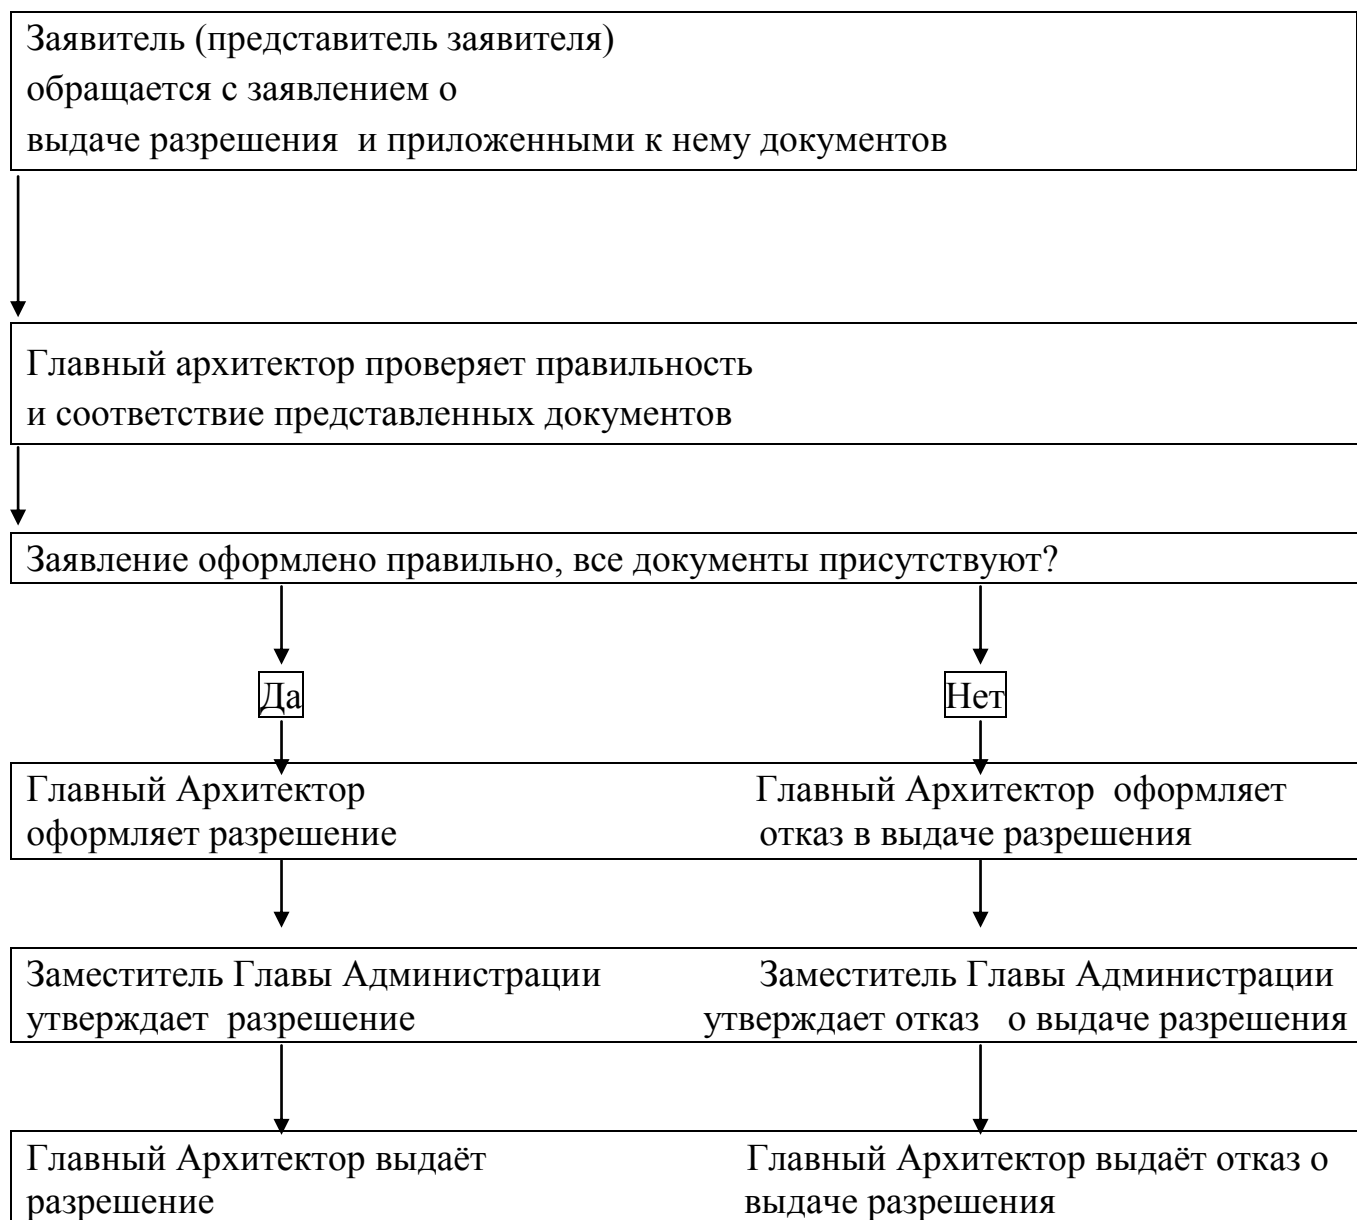 Заявитель (представитель заявителя)
обращается с заявлением о
выдаче разрешения  и приложенными к нему документов
Главный архитектор проверяет правильность
и соответствие представленных документов
Заявление оформлено правильно, все документы присутствуют?
Да
Нет
Главный Архитектор
оформляет разрешение
Главный Архитектор  оформляет
отказ в выдаче разрешения
Заместитель Главы Администрации
утверждает  разрешение
Заместитель Главы Администрации
утверждает отказ   о выдаче разрешения
Главный Архитектор выдаёт
разрешение
Главный Архитектор выдаёт отказ о
выдаче разрешения